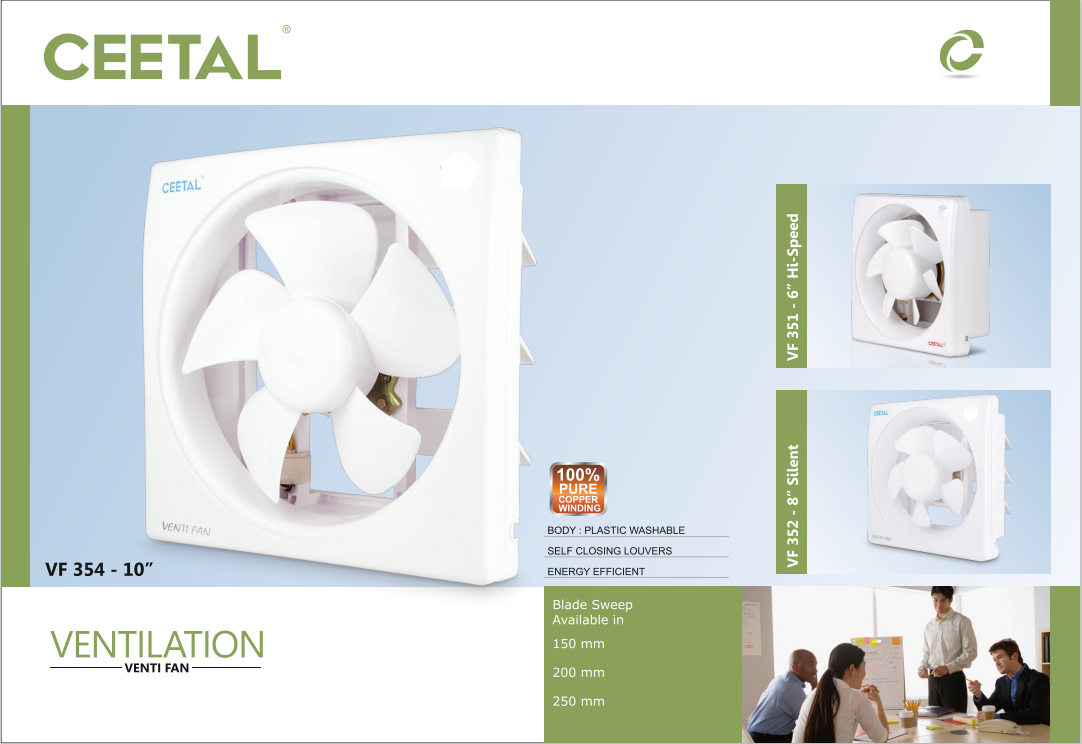 CEETAL®
CEETAL
VENTI FAN
VF 354 - 10”
100%
PURE
COPPER
WINDING
BODY : PLASTIC WASHABLE
SELF CLOSING LOUVERS
ENERGY EFFICIENT
VF 351 - 6” Hi-Speed
CEETAL
VF 352 - 8” Silent
CEETAL
VENTI FAN
VENTILATION
VENTI FAN
Blade Sweep
Available in
150 mm
200 mm
250 mm